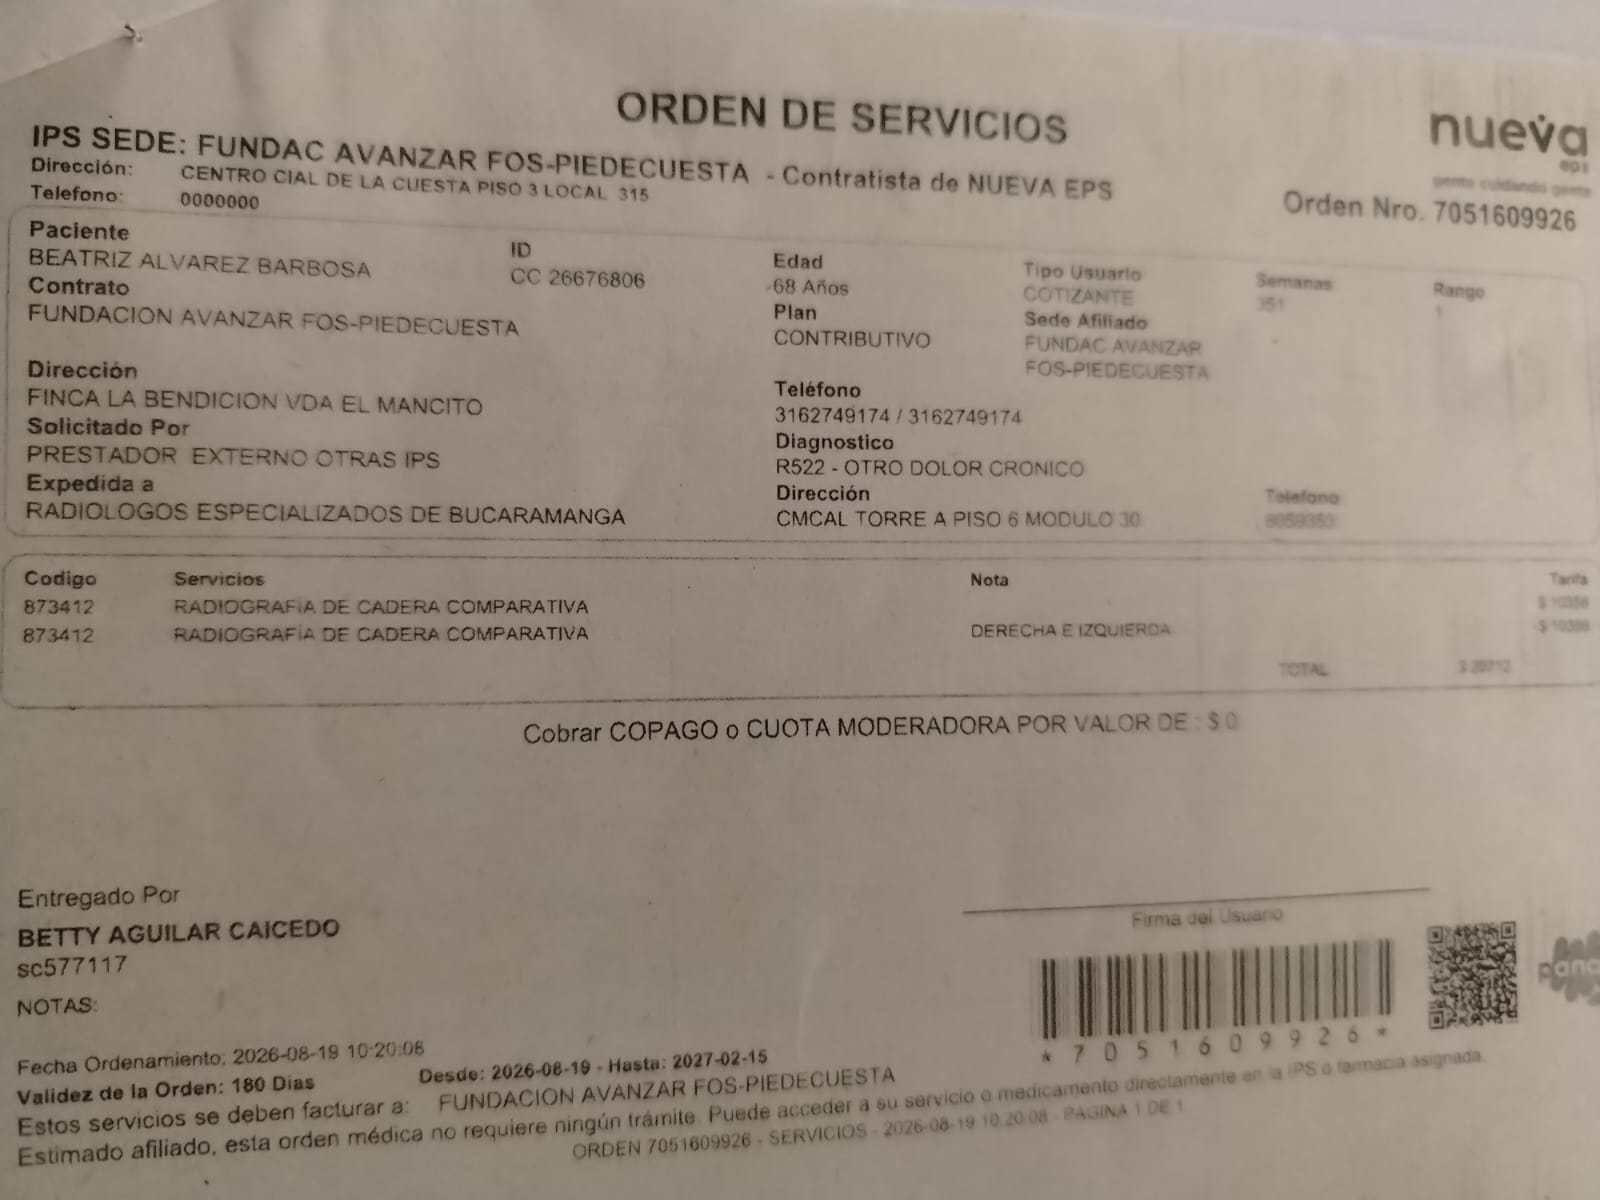 ORDEN DE SERVICIOS
nueva
eps
gente cuidando gente
IPS SEDE: FUNDAC AVANZAR FOS-PIEDECUESTA - Contratista de NUEVA EPS
Dirección: CENTRO CIAL DE LA CUESTA PISO 3 LOCAL 315
Telefono: 0000000
Orden Nro. 7051609926
Paciente
BEATRIZ ALVAREZ BARBOSA
ID
CC 26676806
Edad
68 Años
Tipo Usuario
COTIZANTE
Semanas
351
Rango
1
Contrato
FUNDACION AVANZAR FOS-PIEDECUESTA
Plan
CONTRIBUTIVO
Sede Afiliado
FUNDAC AVANZAR
FOS-PIEDECUESTA
Dirección
FINCA LA BENDICION VDA EL MANCITO
Teléfono
3162749174 / 3162749174
Solicitado Por
PRESTADOR EXTERNO OTRAS IPS
Diagnostico
R522 - OTRO DOLOR CRONICO
Expedida a
RADIOLOGOS ESPECIALIZADOS DE BUCARAMANGA
Dirección
CMCAL TORRE A PISO 6 MODULO 30
Telefono
Codigo Servicios Nota Tarifa
873412 RADIOGRAFIA DE CADERA COMPARATIVA
873412 RADIOGRAFIA DE CADERA COMPARATIVA DERECHA E IZQUIERDA
TOTAL $ 20712
Cobrar COPAGO o CUOTA MODERADORA POR VALOR DE : $ 0
Entregado Por
BETTY AGUILAR CAICEDO
sc577117
NOTAS:
Firma del Usuario
* 7 0 5 1 6 0 9 9 2 6 *
pana
Fecha Ordenamiento: 2026-08-19 10:20:08
Validez de la Orden: 180 Dias Desde: 2026-08-19 - Hasta: 2027-02-15
Estos servicios se deben facturar a: FUNDACION AVANZAR FOS-PIEDECUESTA
Estimado afiliado, esta orden médica no requiere ningún trámite. Puede acceder a su servicio o medicamento directamente en la IPS o farmacia asignada.
ORDEN 7051609926 - SERVICIOS - 2026-08-19 10:20:08 - PAGINA 1 DE 1